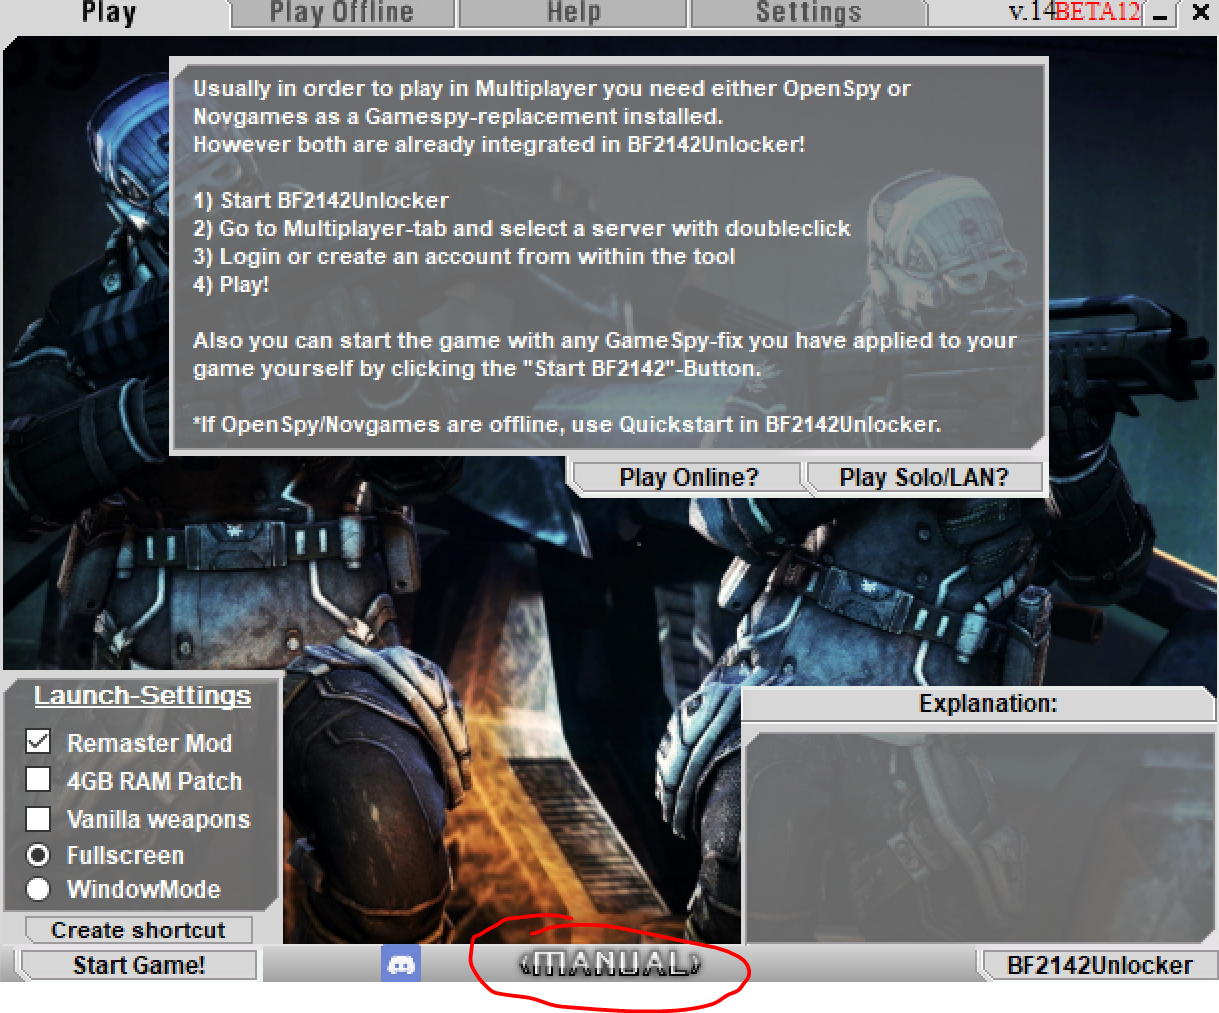 Play
Play Offline
Help
Settings
v.14BETA12
Usually in order to play in Multiplayer you need either OpenSpy or
Novgames as a Gamespy-replacement installed.
However both are already integrated in BF2142Unlocker!
1) Start BF2142Unlocker
2) Go to Multiplayer-tab and select a server with doubleclick
3) Login or create an account from within the tool
4) Play!
Also you can start the game with any GameSpy-fix you have applied to your
game yourself by clicking the "Start BF2142"-Button.
*If OpenSpy/Novgames are offline, use Quickstart in BF2142Unlocker.
Play Online?
Play Solo/LAN?
Launch-Settings
Remaster Mod
4GB RAM Patch
Vanilla weapons
Fullscreen
WindowMode
Create shortcut
Start Game!
Explanation:
MANUAL
BF2142Unlocker